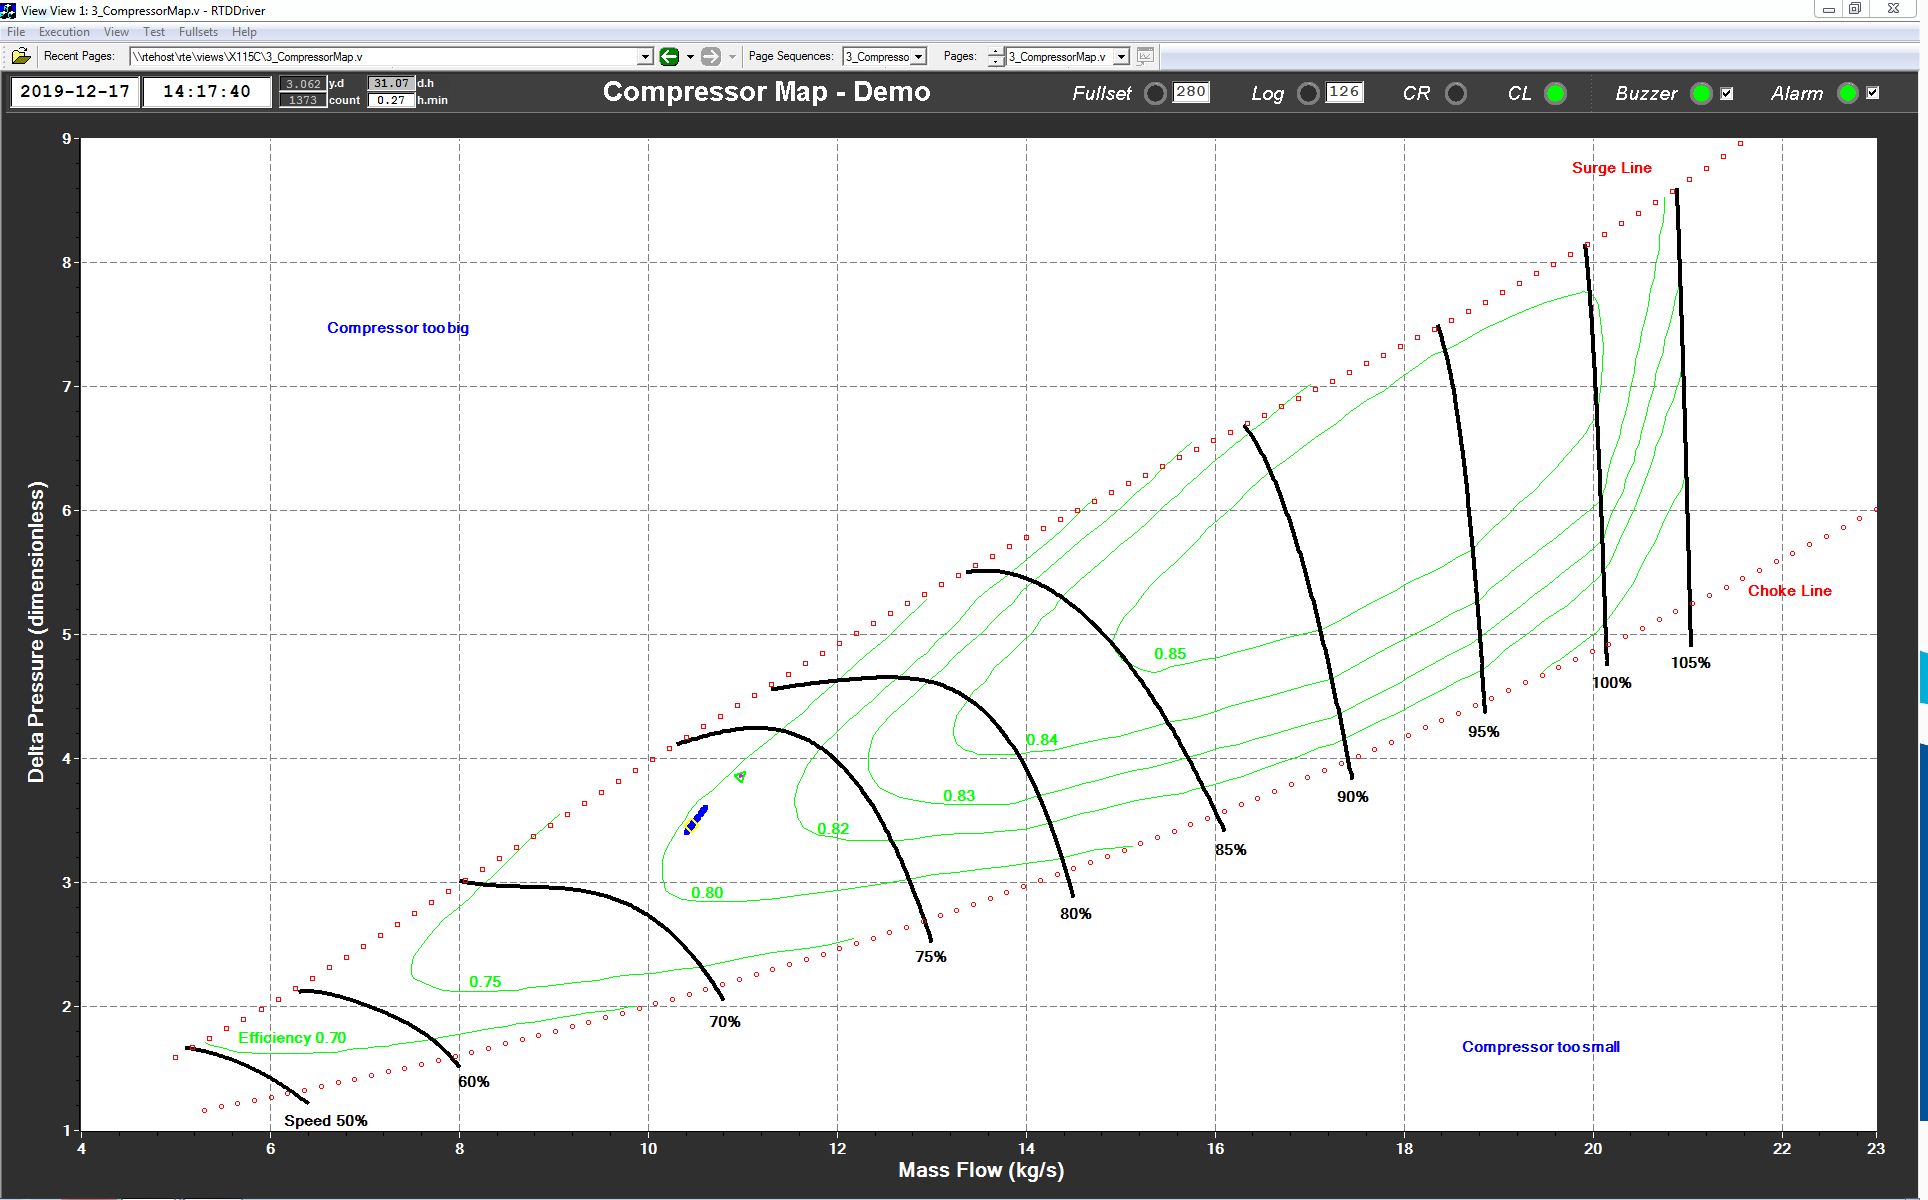 View View 1: 3_CompressorMap.v - RTDDriver
File Execution View Test Fullsets Help
Recent Pages: \\rtehost\rte\views\X115C\3_CompressorMap.v Page Sequences: 3_Compresso Pages: 3_CompressorMap.v
2019-12-17 14:17:40 3.062 y.d 31.07 d.h
1373 count 0.27 h.min
Compressor Map - Demo Fullset 280 Log 126 CR CL Buzzer Alarm
9
Surge Line
8
Compressor too big
7
6
Choke Line
5
0.85
105%
100%
95%
0.84
4
0.83
90%
0.82
85%
3
0.80
80%
75%
0.75
2
70%
Efficiency 0.70
Compressor too small
60%
Speed 50%
1
Delta Pressure (dimensionless)
4 6 8 10 12 14 16 18 20 22 23
Mass Flow (kg/s)